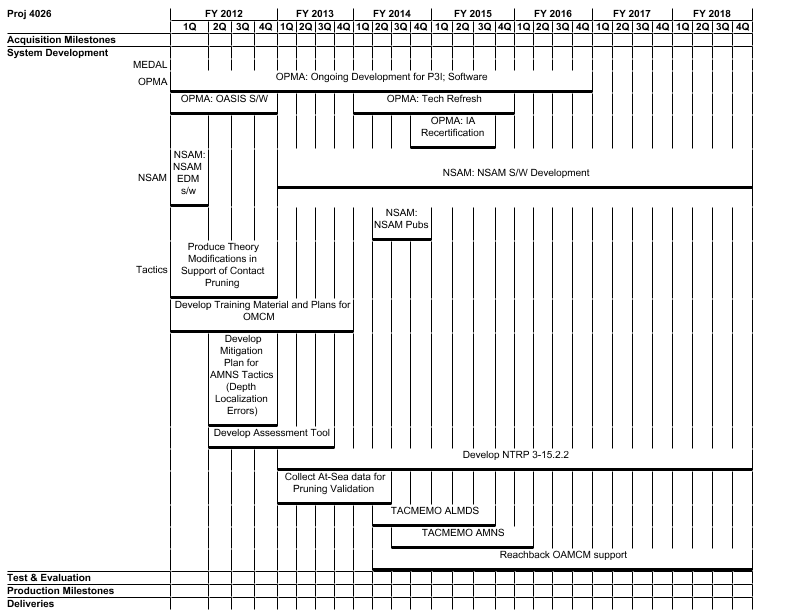 Proj 4026 FY 2012 FY 2013 FY 2014 FY 2015 FY 2016 FY 2017 FY 2018
1Q 2Q 3Q 4Q 1Q 2Q 3Q 4Q 1Q 2Q 3Q 4Q 1Q 2Q 3Q 4Q 1Q 2Q 3Q 4Q 1Q 2Q 3Q 4Q 1Q 2Q 3Q 4Q
Acquisition Milestones
System Development
MEDAL
OPMA
OPMA: Ongoing Development for P3I; Software
OPMA: OASIS S/W
OPMA: Tech Refresh
OPMA: IA
Recertification
NSAM
NSAM:
NSAM
EDM
s/w
NSAM: NSAM S/W Development
NSAM:
NSAM Pubs
Tactics
Produce Theory
Modifications in
Support of Contact
Pruning
Develop Training Material and Plans for
OMCM
Develop
Mitigation
Plan for
AMNS Tactics
(Depth
Localization
Errors)
Develop Assessment Tool
Develop NTRP 3-15.2.2
Collect At-Sea data for
Pruning Validation
TACMEMO ALMDS
TACMEMO AMNS
Reachback OAMCM support
Test & Evaluation
Production Milestones
Deliveries